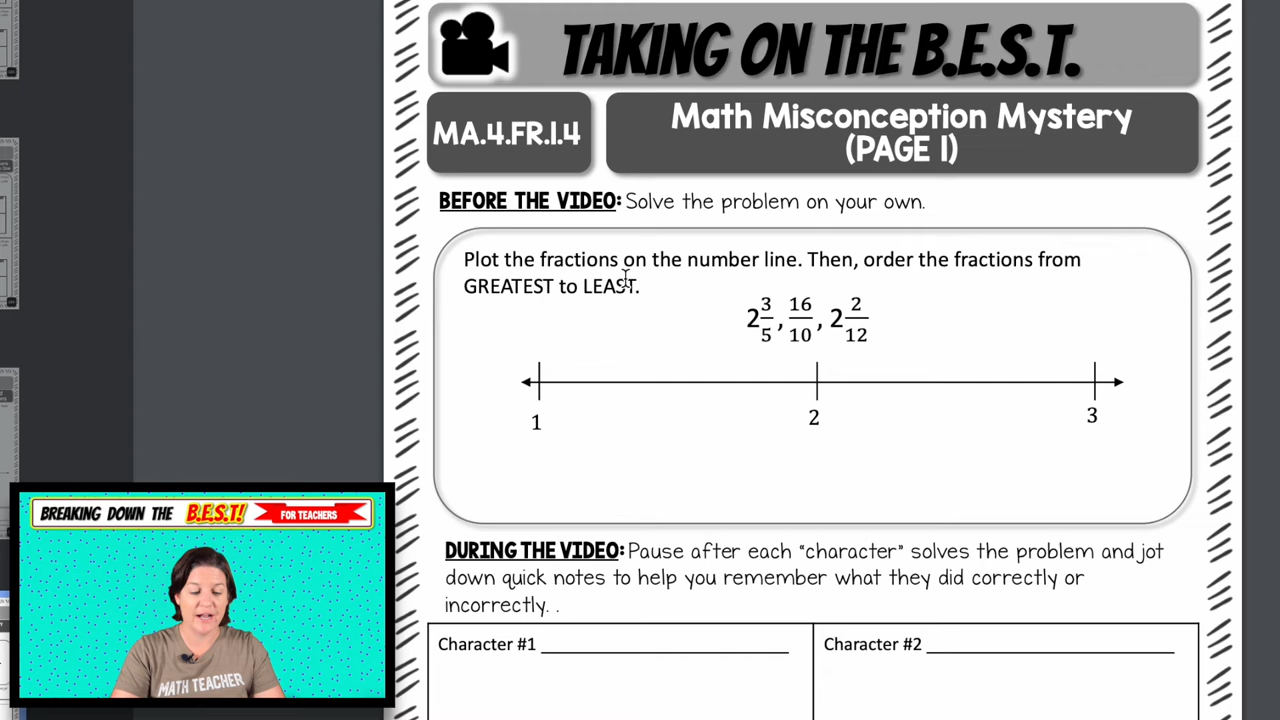 TAKING ON THE B.E.S.T.
MA.4.FR.1.4
Math Misconception Mystery
(PAGE 1)
BEFORE THE VIDEO: Solve the problem on your own.
Plot the fractions on the number line. Then, order the fractions from
GREATEST to LEAST.
2 3/5, 16/10, 2 2/12
1 2 3
DURING THE VIDEO: Pause after each “character” solves the problem and jot
down quick notes to help you remember what they did correctly or
incorrectly. .
Character #1 ____________________
Character #2 ____________________
BREAKING DOWN THE B.E.S.T! FOR TEACHERS
MATH TEACHER